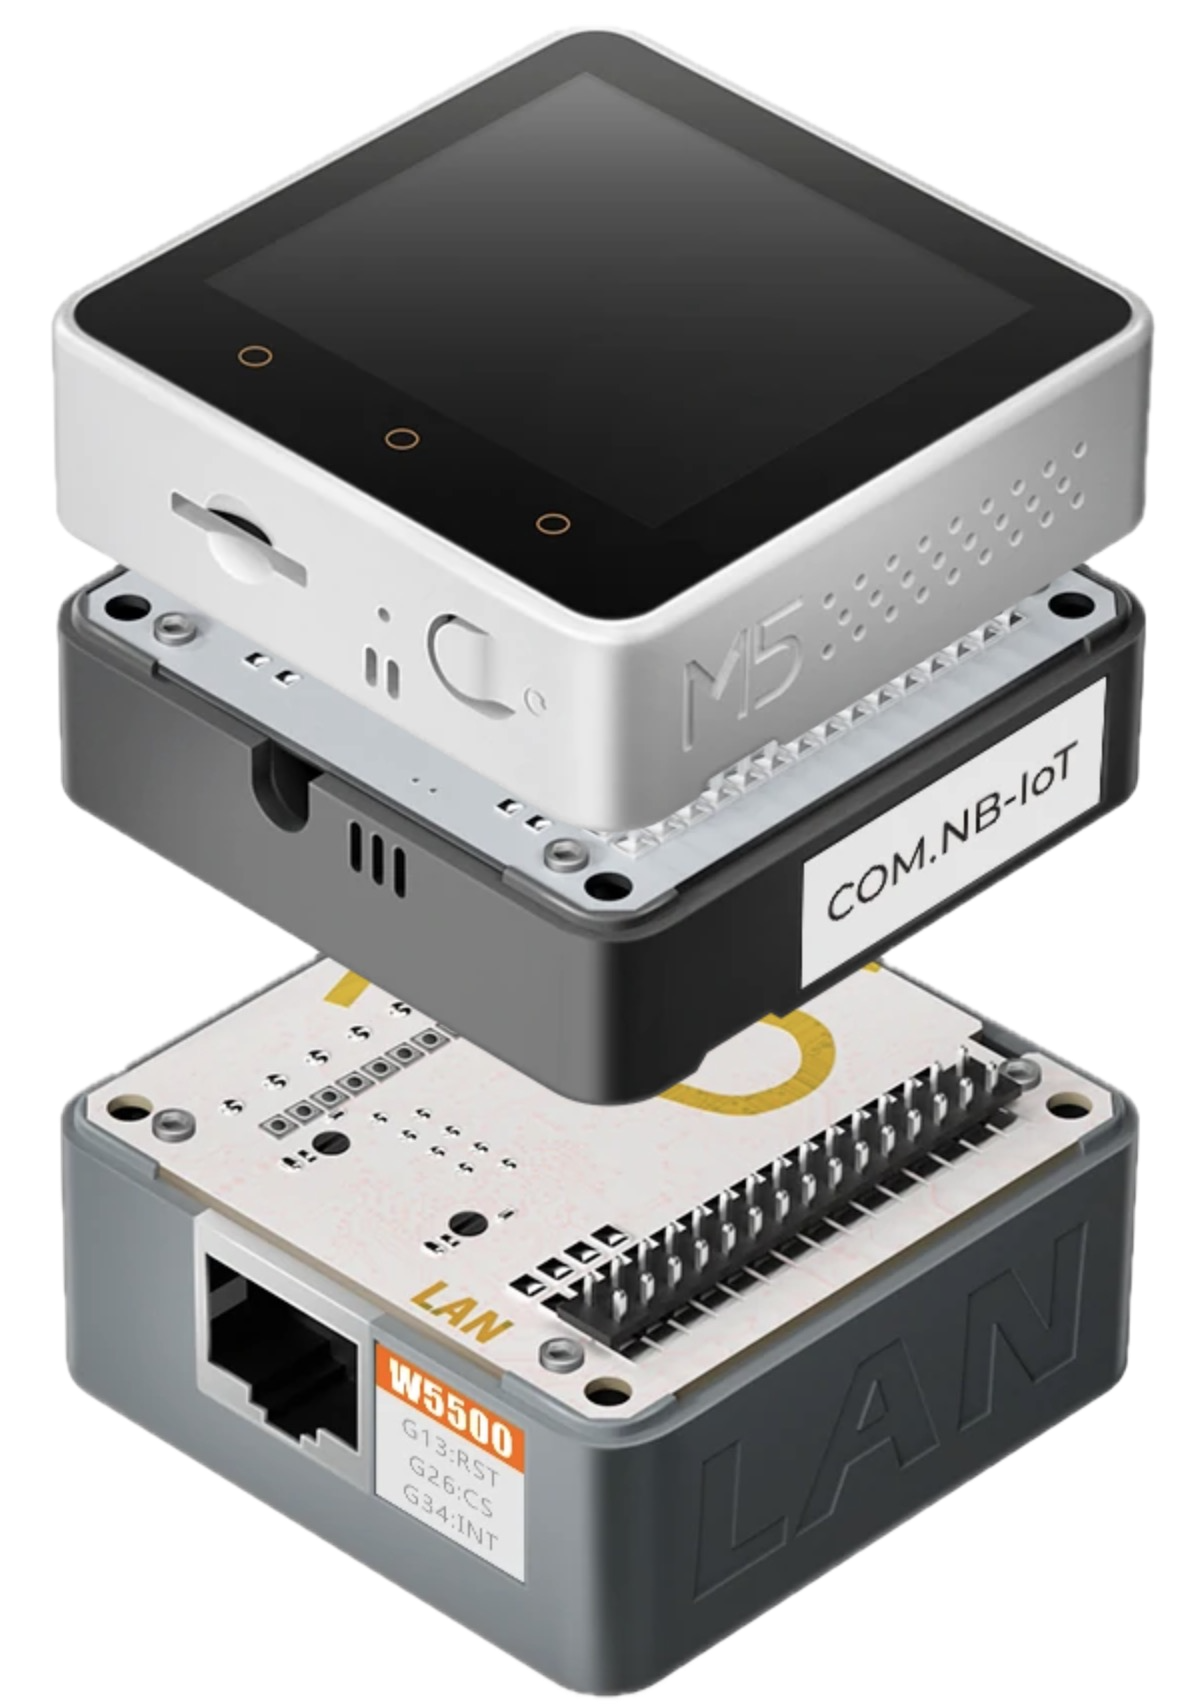 M5
COM.NB-IoT
LAN
W5500
G13:RST
G26:CS
G34:INT
LAN